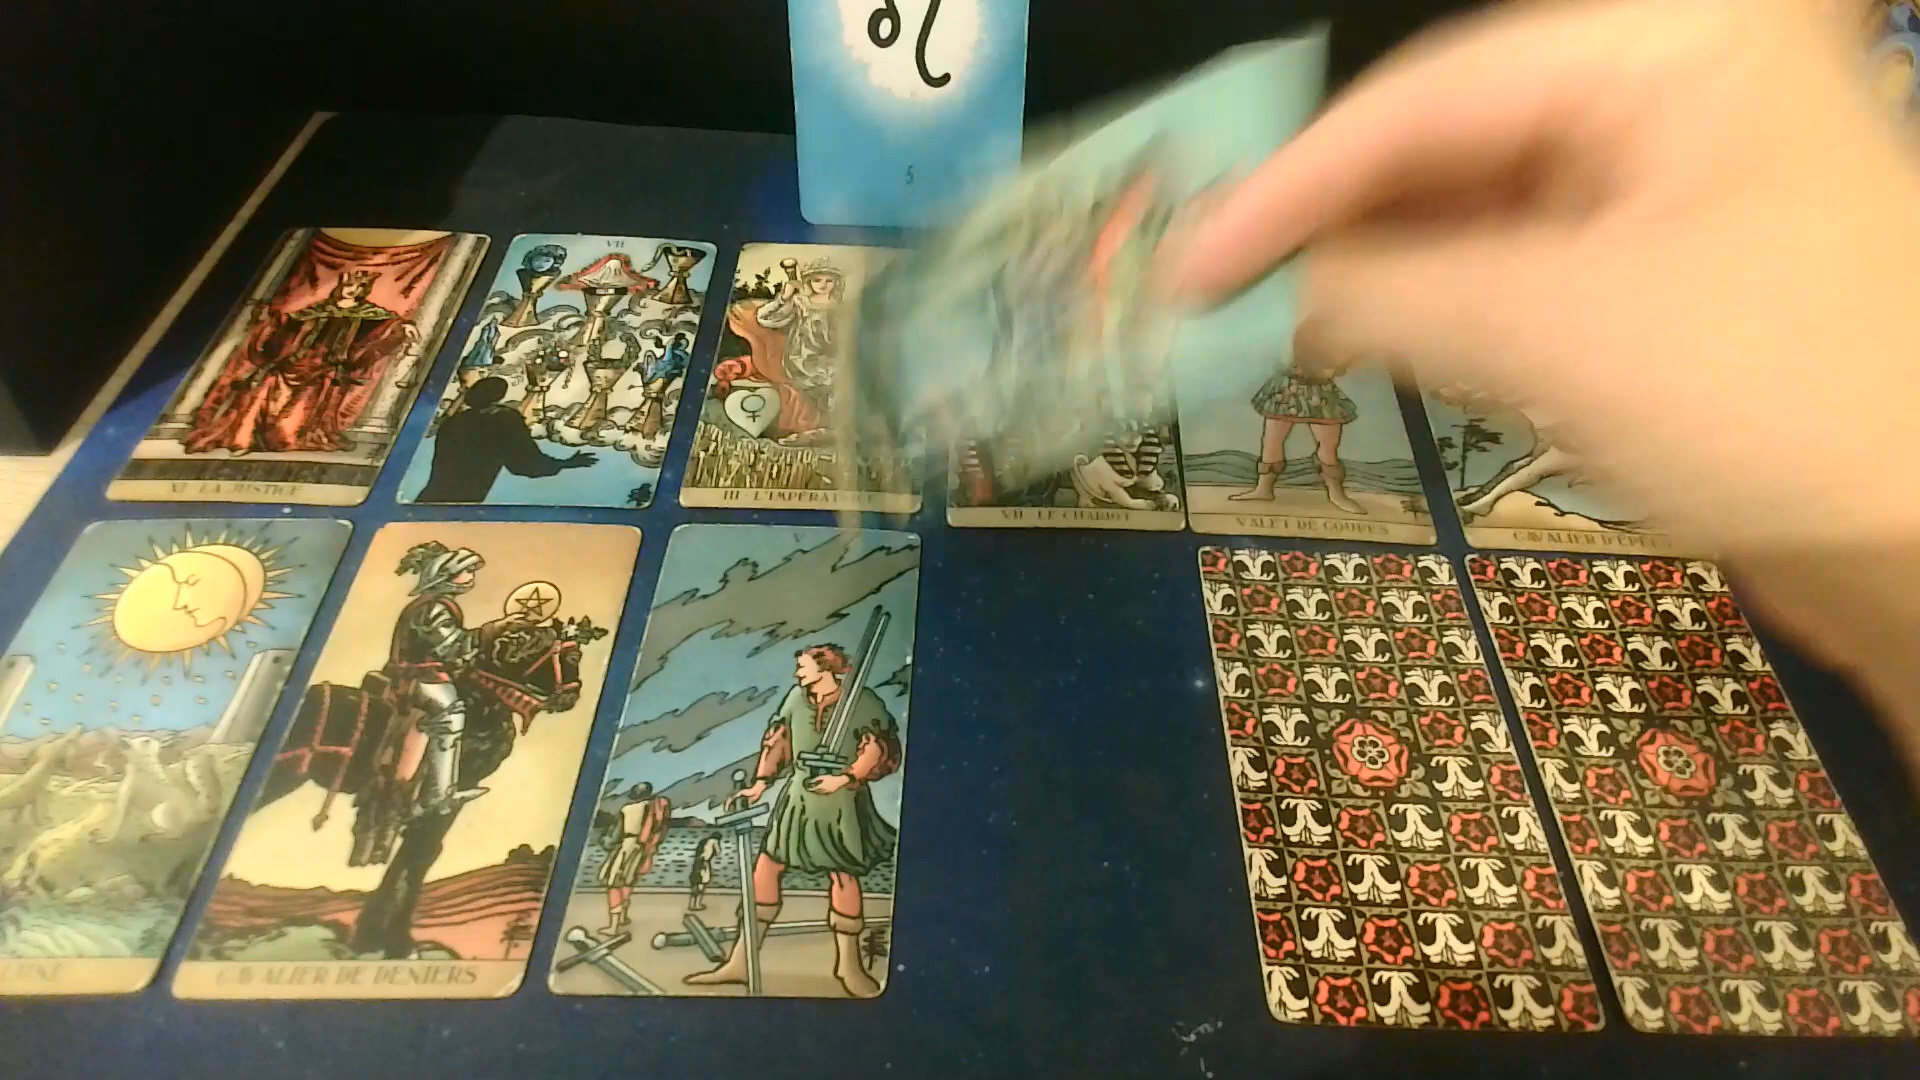 5
VII
XI LA JUSTICE
III - L'IMPÉRATRICE
VII LE CHARIOT
VALET DE COUPES
CAVALIER D'ÉPÉES
V
CAVALIER DE DENIERS